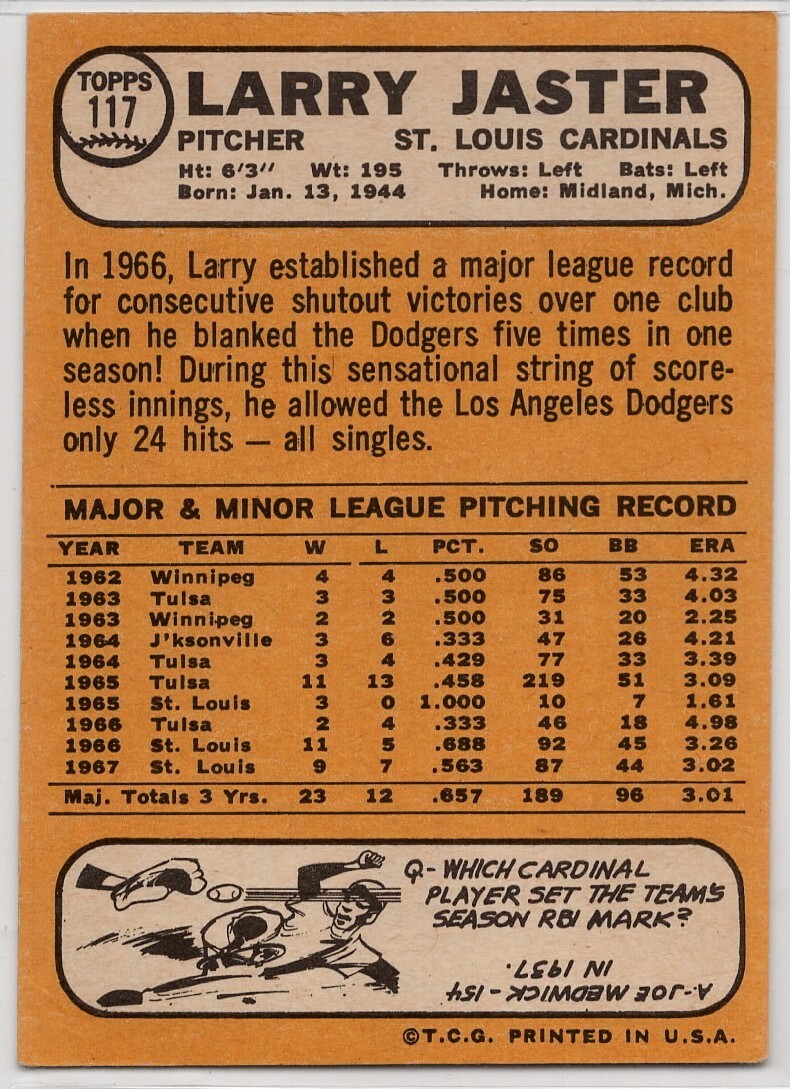 TOPPS
117
LARRY JASTER
PITCHER ST. LOUIS CARDINALS
Ht: 6'3" Wt: 195 Throws: Left Bats: Left
Born: Jan. 13, 1944 Home: Midland, Mich.
In 1966, Larry established a major league record
for consecutive shutout victories over one club
when he blanked the Dodgers five times in one
season! During this sensational string of score-
less innings, he allowed the Los Angeles Dodgers
only 24 hits — all singles.
MAJOR & MINOR LEAGUE PITCHING RECORD
YEAR TEAM W L PCT. SO BB ERA
1962 Winnipeg 4 4 .500 86 53 4.32
1963 Tulsa 3 3 .500 75 33 4.03
1963 Winnipeg 2 2 .500 31 20 2.25
1964 J'ksonville 3 6 .333 47 26 4.21
1964 Tulsa 3 4 .429 77 33 3.39
1965 Tulsa 11 13 .458 219 51 3.09
1965 St. Louis 3 0 1.000 10 7 1.61
1966 Tulsa 2 4 .333 46 18 4.98
1966 St. Louis 11 5 .688 92 45 3.26
1967 St. Louis 9 7 .563 87 44 3.02
Maj. Totals 3 Yrs. 23 12 .657 189 96 3.01
Q- WHICH CARDINAL
PLAYER SET THE TEAM'S
SEASON RBI MARK?
A- JOE MEDWICK - 154
IN 1937.
©T.C.G. PRINTED IN U.S.A.